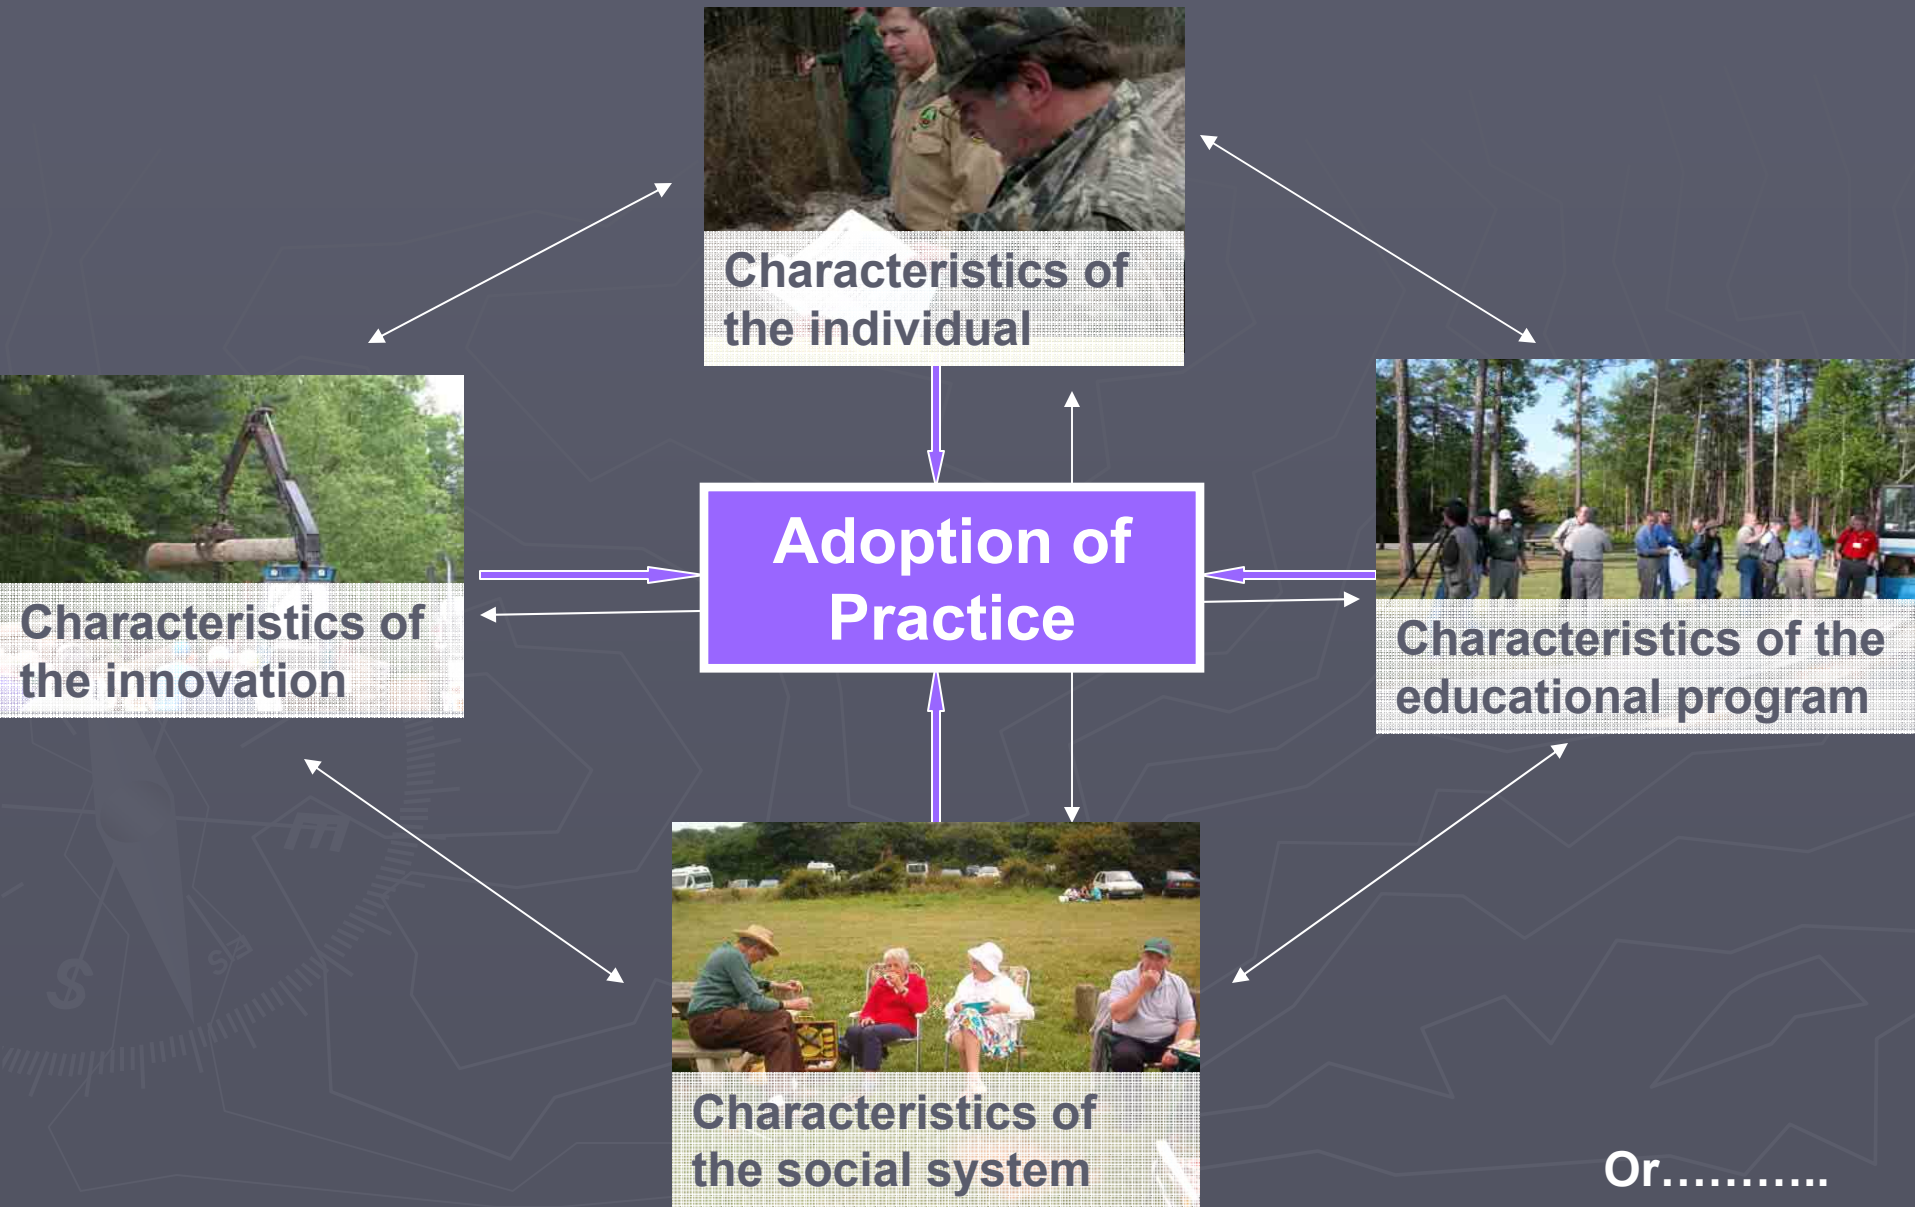 Characteristics of
the individual
Characteristics of
the innovation
Adoption of
Practice
Characteristics of the
educational program
Characteristics of
the social system
Or………..
S
E
SE